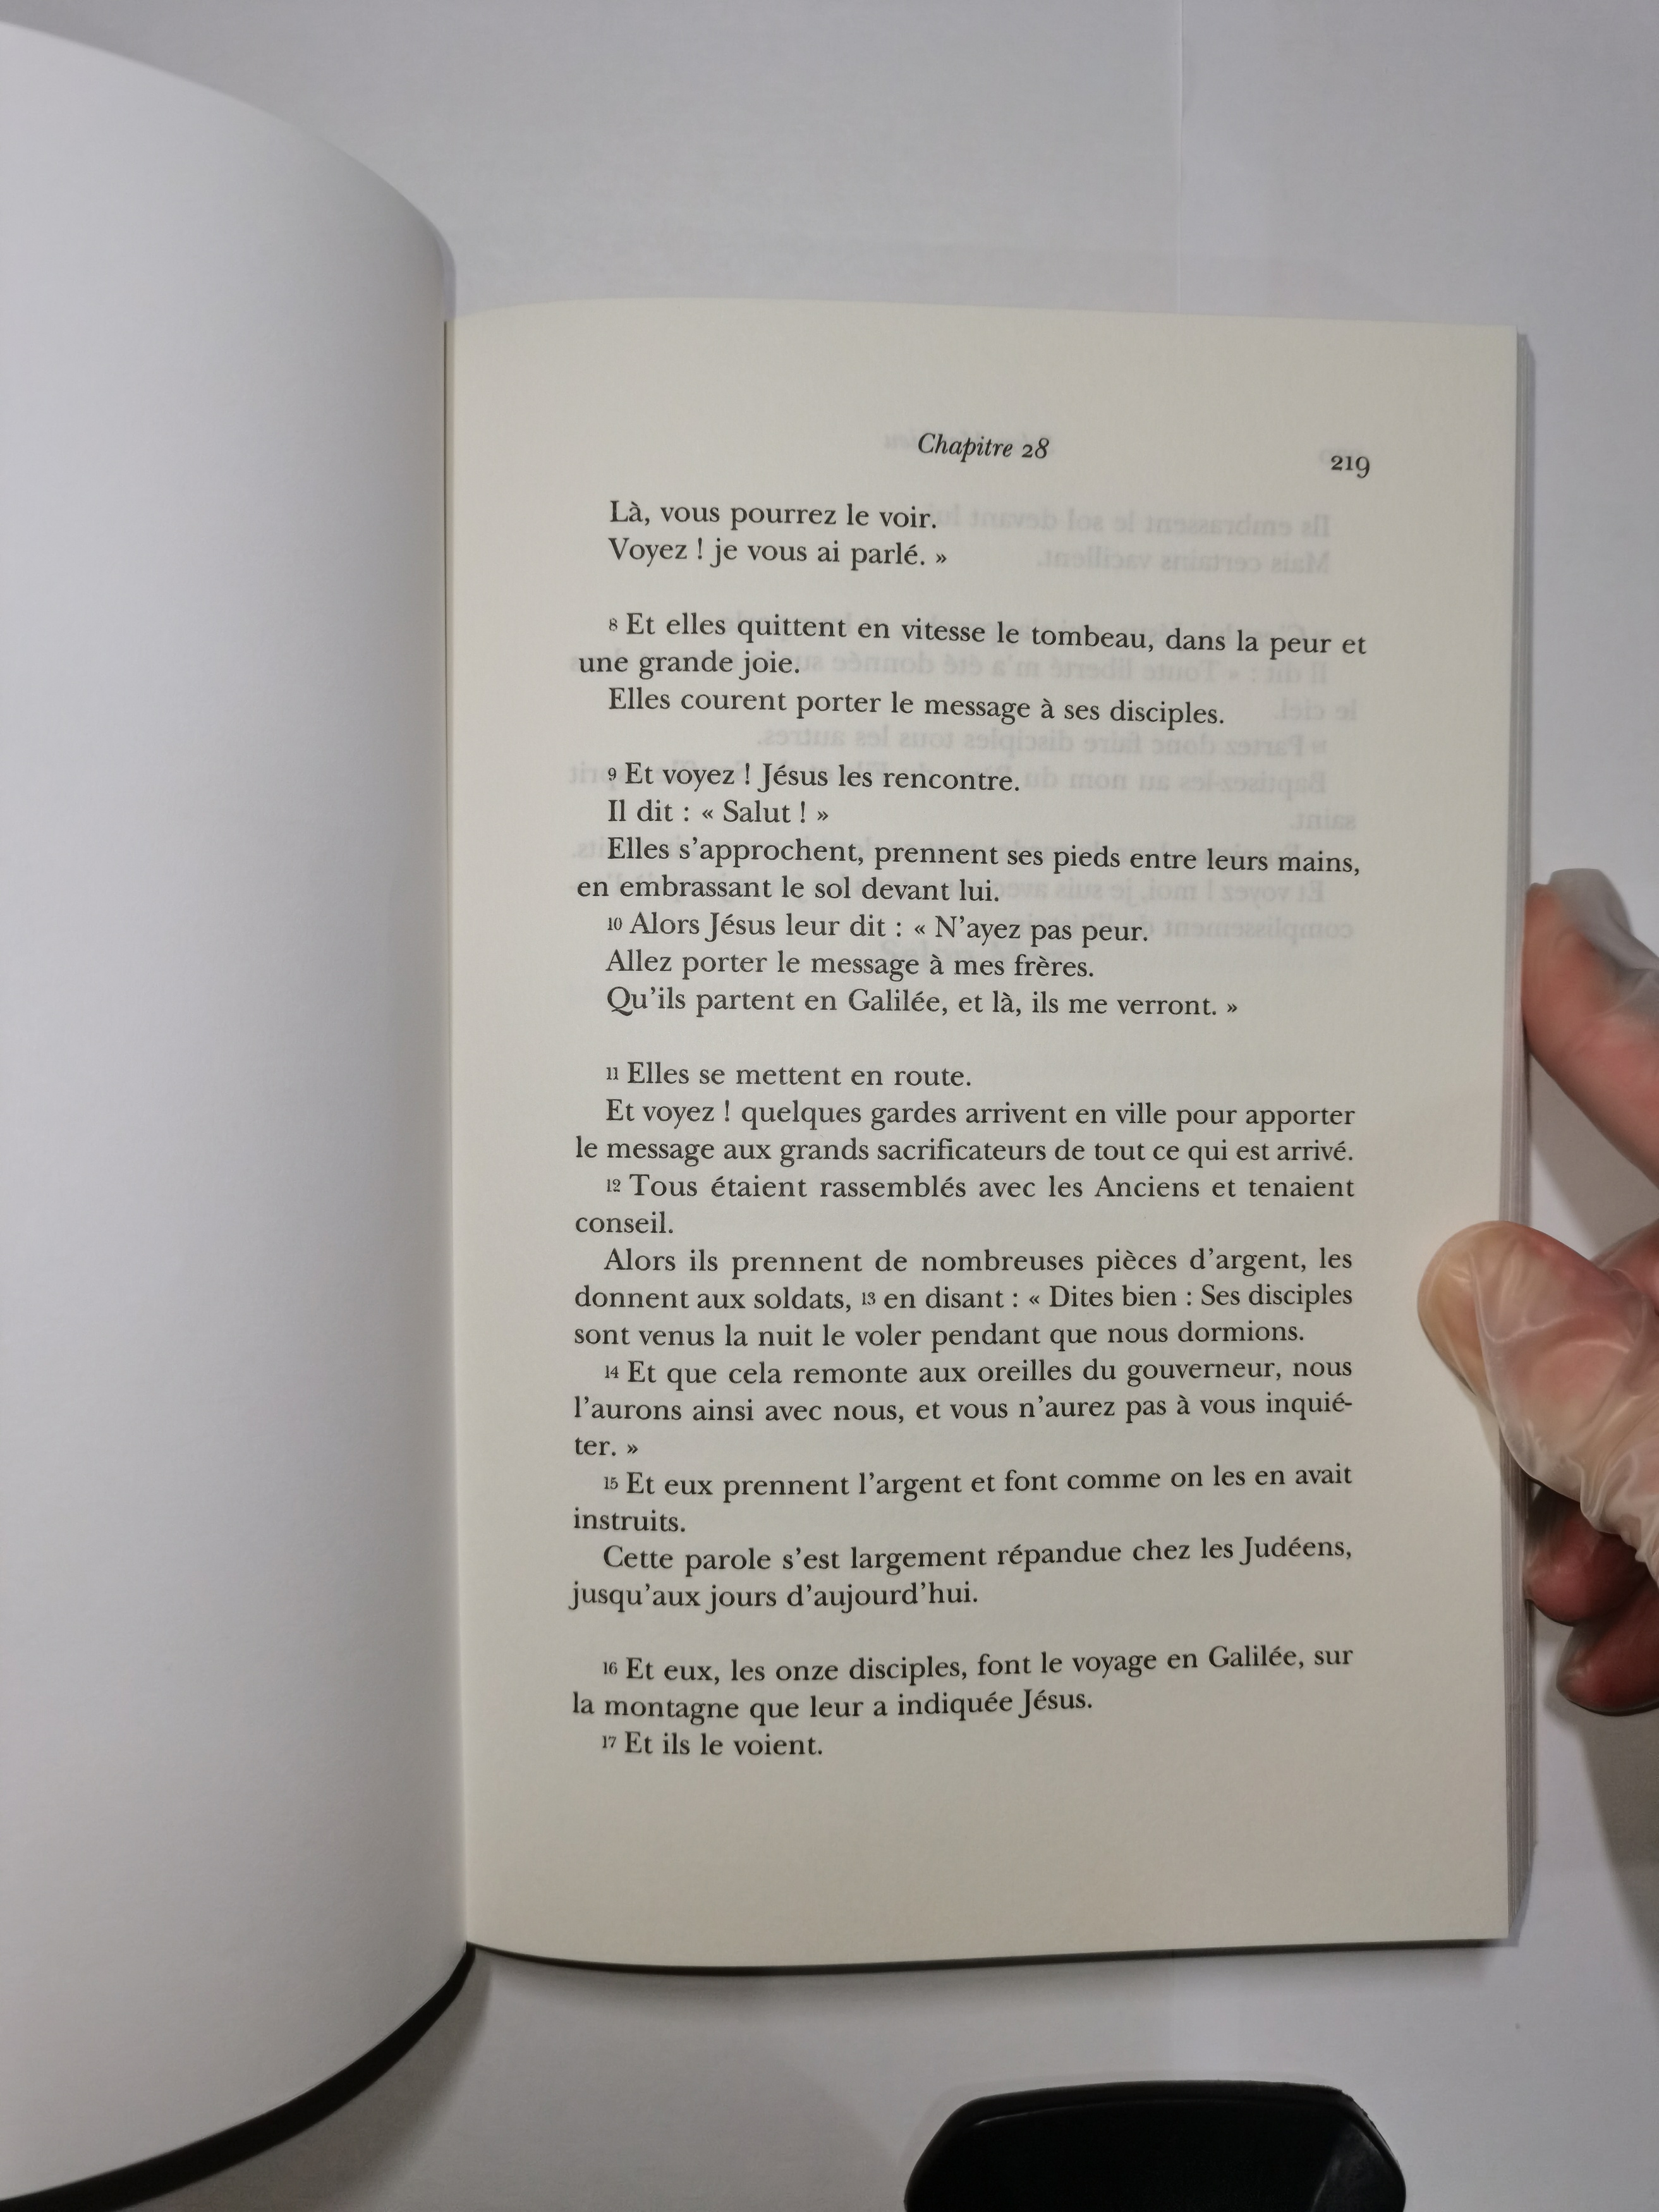 Chapitre 28
219
Là, vous pourrez le voir.
Voyez ! je vous ai parlé. »
8 Et elles quittent en vitesse le tombeau, dans la peur et
une grande joie.
Elles courent porter le message à ses disciples.
9 Et voyez ! Jésus les rencontre.
Il dit : « Salut ! »
Elles s’approchent, prennent ses pieds entre leurs mains,
en embrassant le sol devant lui.
10 Alors Jésus leur dit : « N’ayez pas peur.
Allez porter le message à mes frères.
Qu’ils partent en Galilée, et là, ils me verront. »
11 Elles se mettent en route.
Et voyez ! quelques gardes arrivent en ville pour apporter
le message aux grands sacrificateurs de tout ce qui est arrivé.
12 Tous étaient rassemblés avec les Anciens et tenaient
conseil.
Alors ils prennent de nombreuses pièces d’argent, les
donnent aux soldats, 13 en disant : « Dites bien : Ses disciples
sont venus la nuit le voler pendant que nous dormions.
14 Et que cela remonte aux oreilles du gouverneur, nous
l’aurons ainsi avec nous, et vous n’aurez pas à vous inquié-
ter. »
15 Et eux prennent l’argent et font comme on les en avait
instruits.
Cette parole s’est largement répandue chez les Judéens,
jusqu’aux jours d’aujourd’hui.
16 Et eux, les onze disciples, font le voyage en Galilée, sur
la montagne que leur a indiquée Jésus.
17 Et ils le voient.